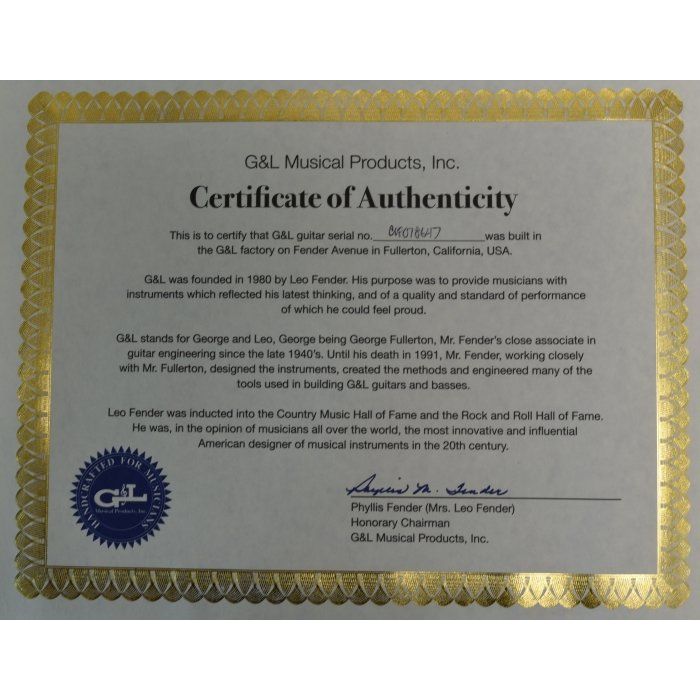 G&L Musical Products, Inc.
Certificate of Authenticity
This is to certify that G&L guitar serial no. was built in
the G&L factory on Fender Avenue in Fullerton, California, USA.
G&L was founded in 1980 by Leo Fender. His purpose was to provide musicians with
instruments which reflected his latest thinking, and of a quality and standard of performance
of which he could feel proud.
G&L stands for George and Leo, George being George Fullerton, Mr. Fender's close associate in
guitar engineering since the late 1940's. Until his death in 1991, Mr. Fender, working closely
with Mr. Fullerton, designed the instruments, created the methods and engineered many of the
tools used in building G&L guitars and basses.
Leo Fender was inducted into the Country Music Hall of Fame and the Rock and Roll Hall of Fame.
He was, in the opinion of musicians all over the world, the most innovative and influential
American designer of musical instruments in the 20th century.
HANDCRAFTED FOR MUSICIANS
G&L
Musical Products, Inc.
Phyllis M. Fender
Phyllis Fender (Mrs. Leo Fender)
Honorary Chairman
G&L Musical Products, Inc.